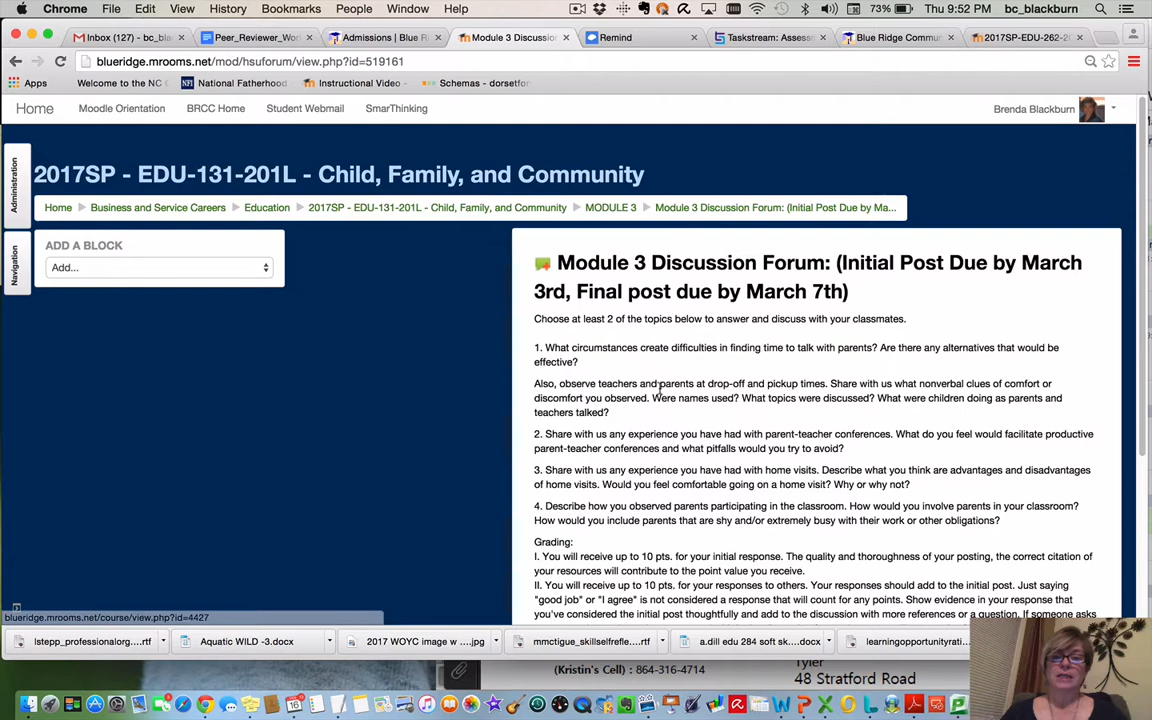 Chrome File Edit View History Bookmarks People Window Help 73% Thu 9:52 PM bc_blackburn
Inbox (127) - bc_bl Peer_Reviewer_Wor Admissions | Blue Ri Module 3 Discussio Remind Taskstream: Assess Blue Ridge Commu 2017SP-EDU-262-2
blueridge.mrooms.net/mod/hsuforum/view.php?id=519161
Apps Welcome to the NC National Fatherhood Instructional Video - Schemas - dorsetfor
Home Moodle Orientation BRCC Home Student Webmail SmarThinking Brenda Blackburn
Administration
2017SP - EDU-131-201L - Child, Family, and Community
Home Business and Service Careers Education 2017SP - EDU-131-201L - Child, Family, and Community MODULE 3 Module 3 Discussion Forum: (Initial Post Due by Ma...
Navigation
ADD A BLOCK
Add...
Module 3 Discussion Forum: (Initial Post Due by March
3rd, Final post due by March 7th)
Choose at least 2 of the topics below to answer and discuss with your classmates.
1. What circumstances create difficulties in finding time to talk with parents? Are there any alternatives that would be
effective?
Also, observe teachers and parents at drop-off and pickup times. Share with us what nonverbal clues of comfort or
discomfort you observed. Were names used? What topics were discussed? What were children doing as parents and
teachers talked?
2. Share with us any experience you have had with parent-teacher conferences. What do you feel would facilitate productive
parent-teacher conferences and what pitfalls would you try to avoid?
3. Share with us any experience you have had with home visits. Describe what you think are advantages and disadvantages
of home visits. Would you feel comfortable going on a home visit? Why or why not?
4. Describe how you observed parents participating in the classroom. How would you involve parents in your classroom?
How would you include parents that are shy and/or extremely busy with their work or other obligations?
Grading:
I. You will receive up to 10 pts. for your initial response. The quality and thoroughness of your posting, the correct citation of
your resources will contribute to the point value you receive.
II. You will receive up to 10 pts. for your responses to others. Your responses should add to the initial post. Just saying
"good job" or "I agree" is not considered a response that will count for any points. Show evidence in your response that
you've considered the initial post thoughtfully and add to the discussion with more references or a question. If someone asks
blueridge.mrooms.net/course/view.php?id=4427
lstepp_professionalorg....rtf Aquatic WILD -3.docx 2017 WOYC image w ....jpg mmctigue_skillselfrefle....rtf a.dill edu 284 soft sk....docx learningopportunityrati...
(Kristin's Cell) : 864-316-4714
Tyler
48 Stratford Road